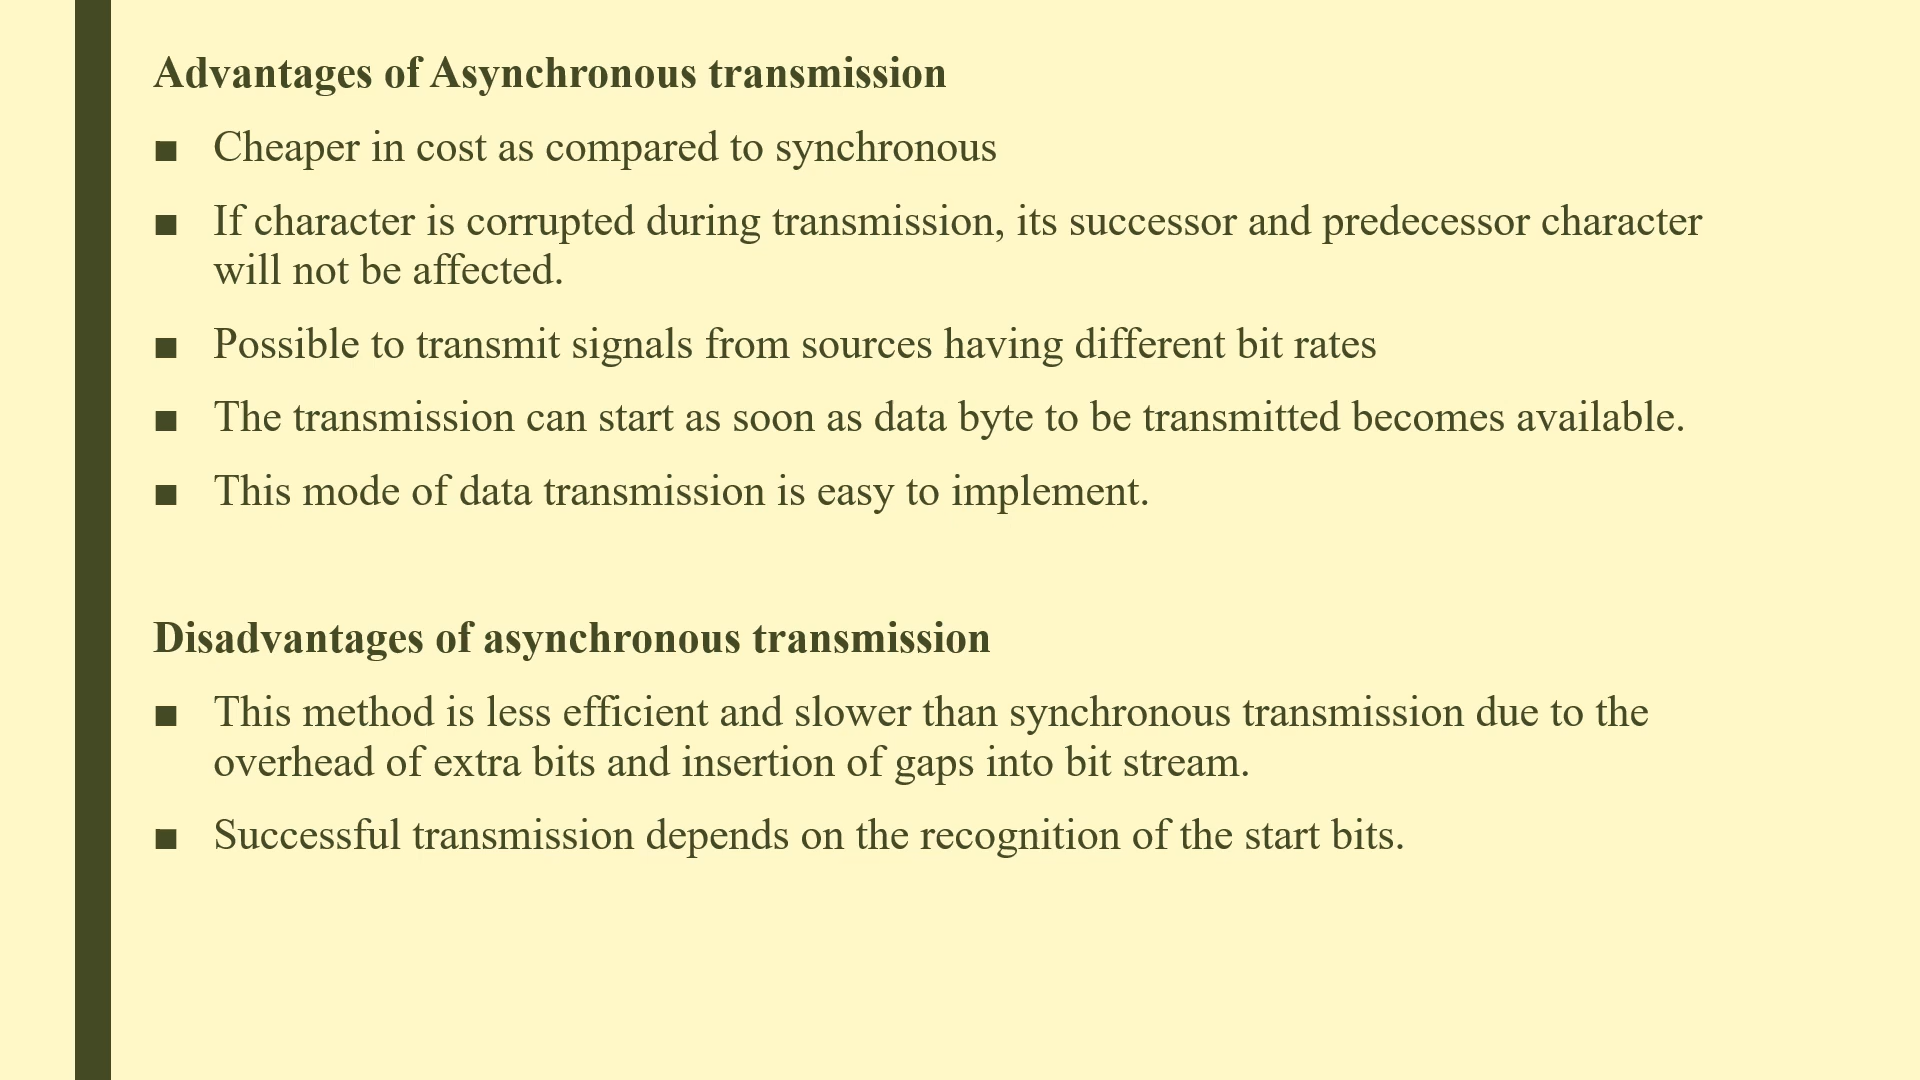 Advantages of Asynchronous transmission
■ Cheaper in cost as compared to synchronous
■ If character is corrupted during transmission, its successor and predecessor character
will not be affected.
■ Possible to transmit signals from sources having different bit rates
■ The transmission can start as soon as data byte to be transmitted becomes available.
■ This mode of data transmission is easy to implement.
Disadvantages of asynchronous transmission
■ This method is less efficient and slower than synchronous transmission due to the
overhead of extra bits and insertion of gaps into bit stream.
■ Successful transmission depends on the recognition of the start bits.